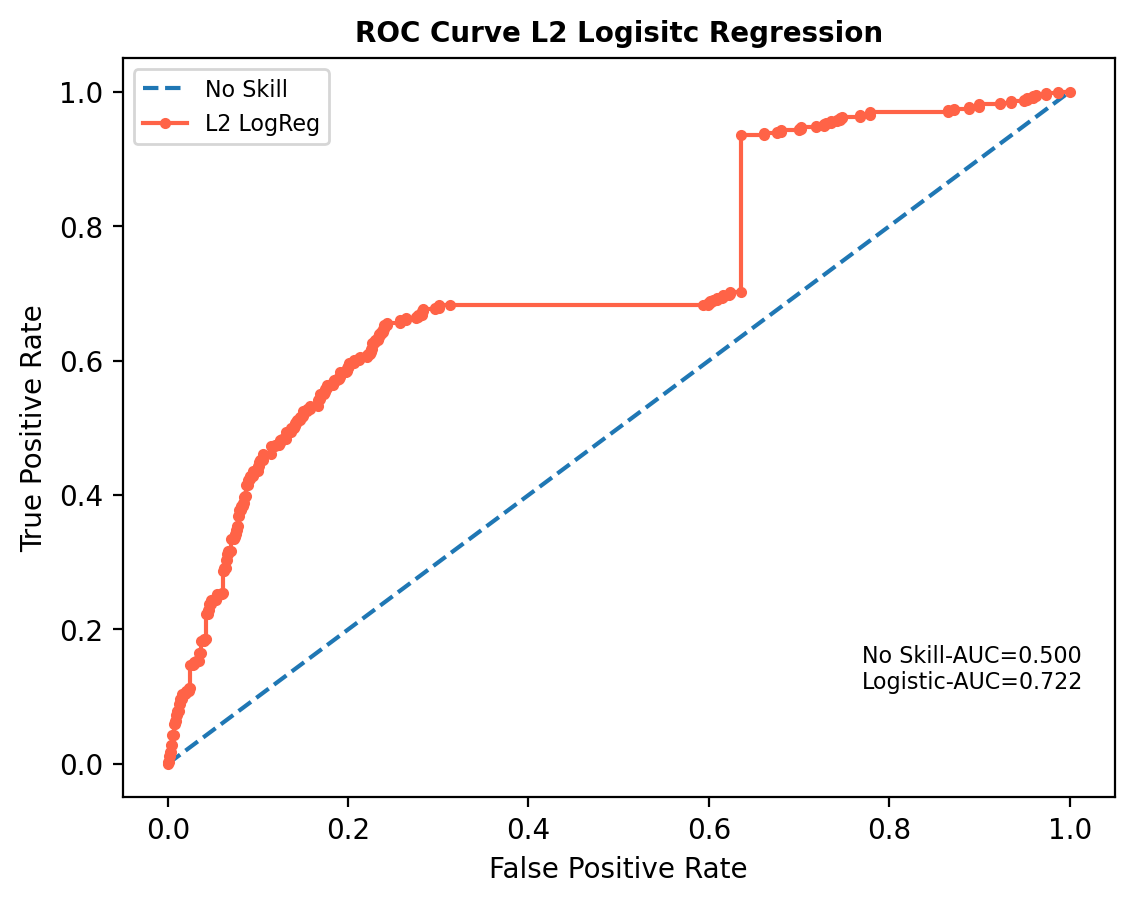 ROC Curve L2 Logisitc Regression
No Skill
L2 LogReg
1.0
0.8
0.6
0.4
0.2
0.0
True Positive Rate
No Skill-AUC=0.500
Logistic-AUC=0.722
0.0 0.2 0.4 0.6 0.8 1.0
False Positive Rate